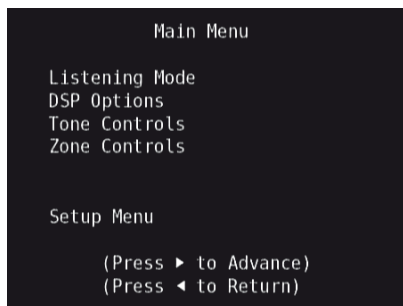 Main Menu
Listening Mode
DSP Options
Tone Controls
Zone Controls
Setup Menu
(Press ▶ to Advance)
(Press ◀ to Return)